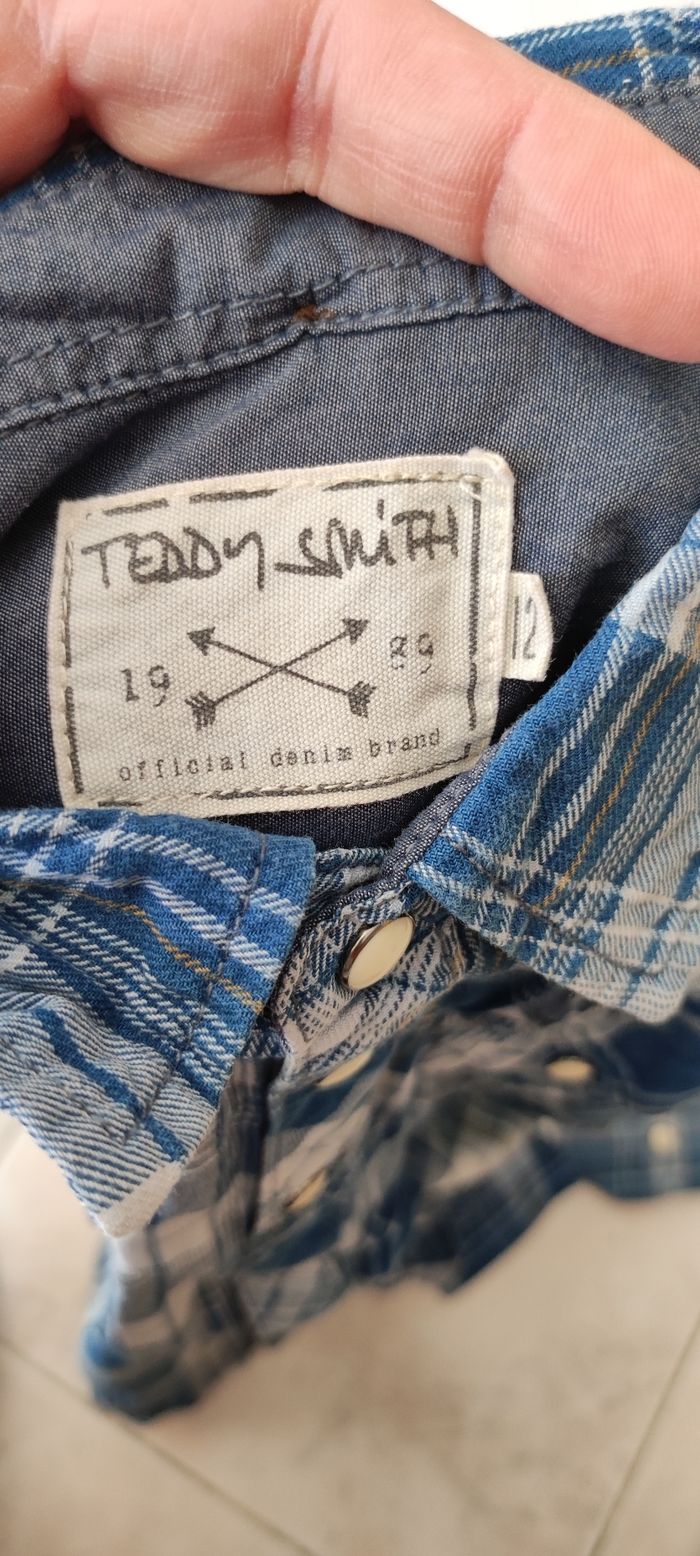 TEDDY SMITH
19 89
official denim brand
12